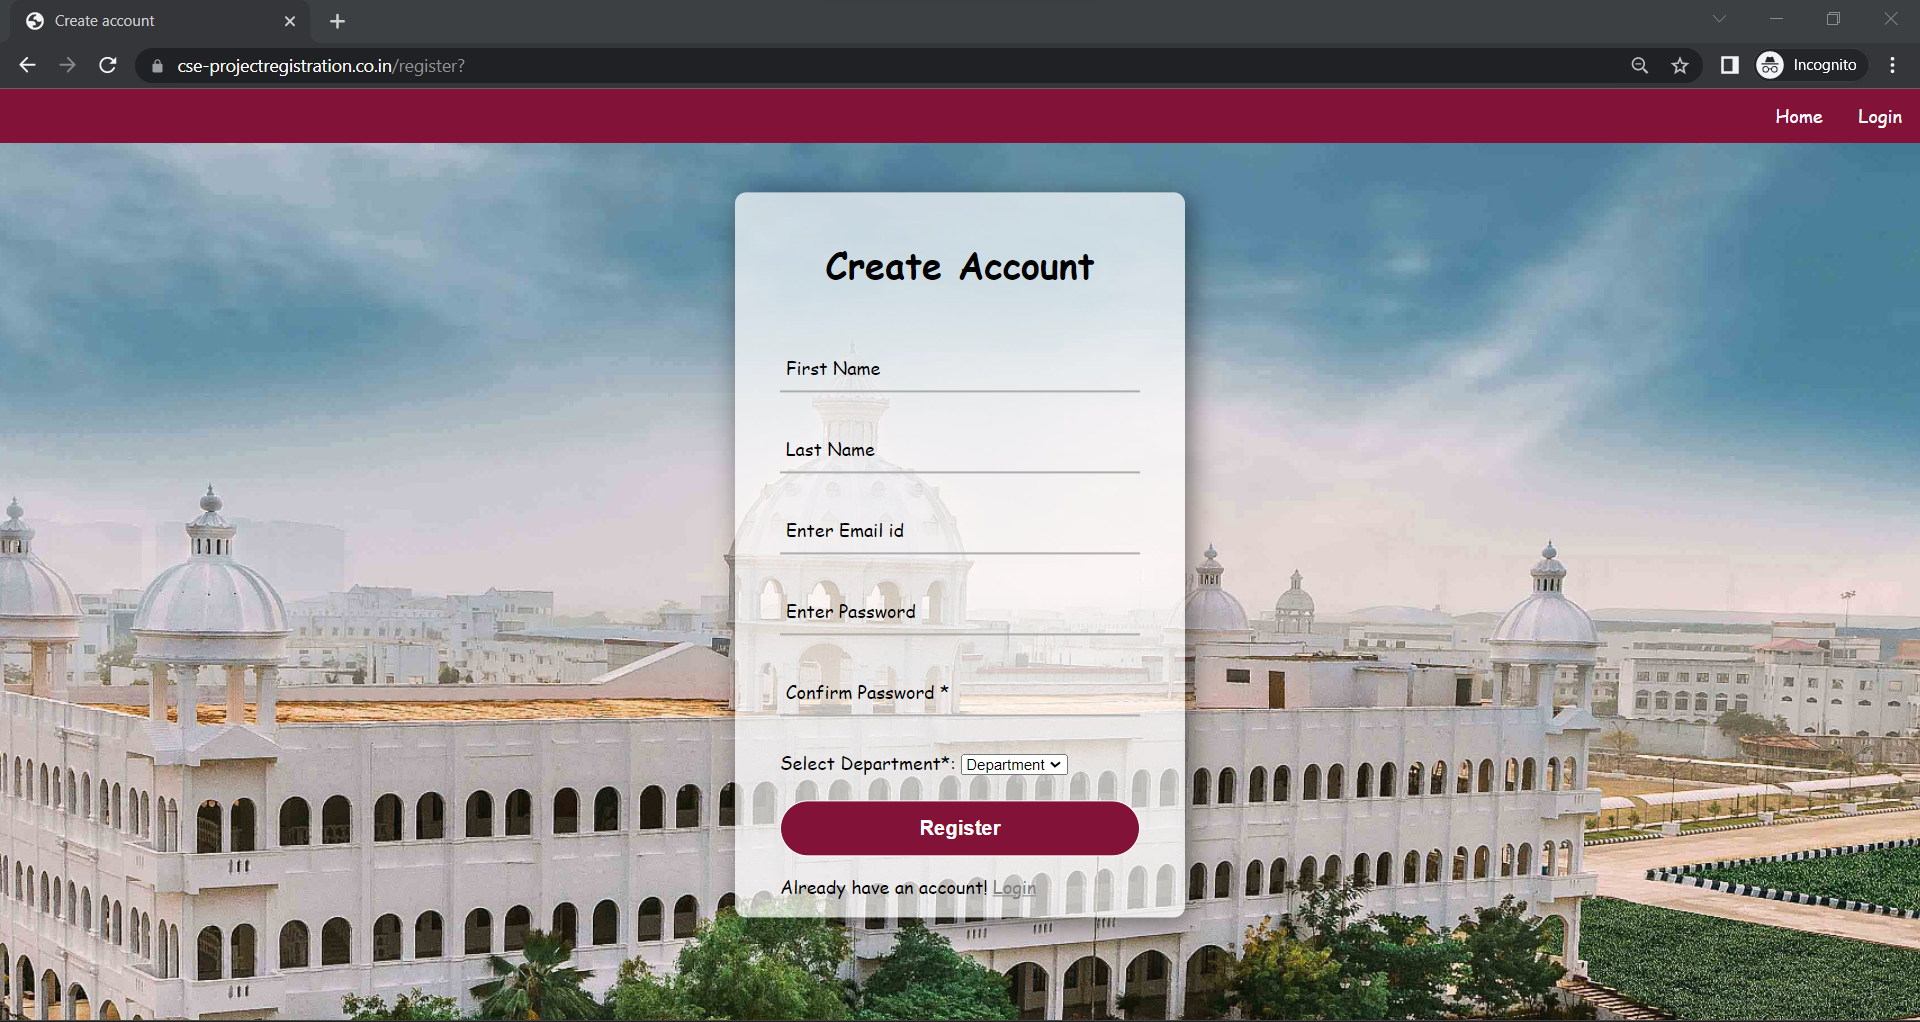 Create account
cse-projectregistration.co.in/register?
Incognito
Home Login
Create Account
First Name
Last Name
Enter Email id
Enter Password
Confirm Password *
Select Department*: Department
Register
Already have an account! Login